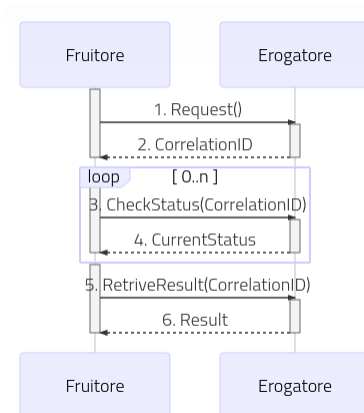 Fruitore Erogatore
1. Request()
2. CorrelationID
loop [ 0..n ]
3. CheckStatus(CorrelationID)
4. CurrentStatus
5. RetriveResult(CorrelationID)
6. Result
Fruitore Erogatore